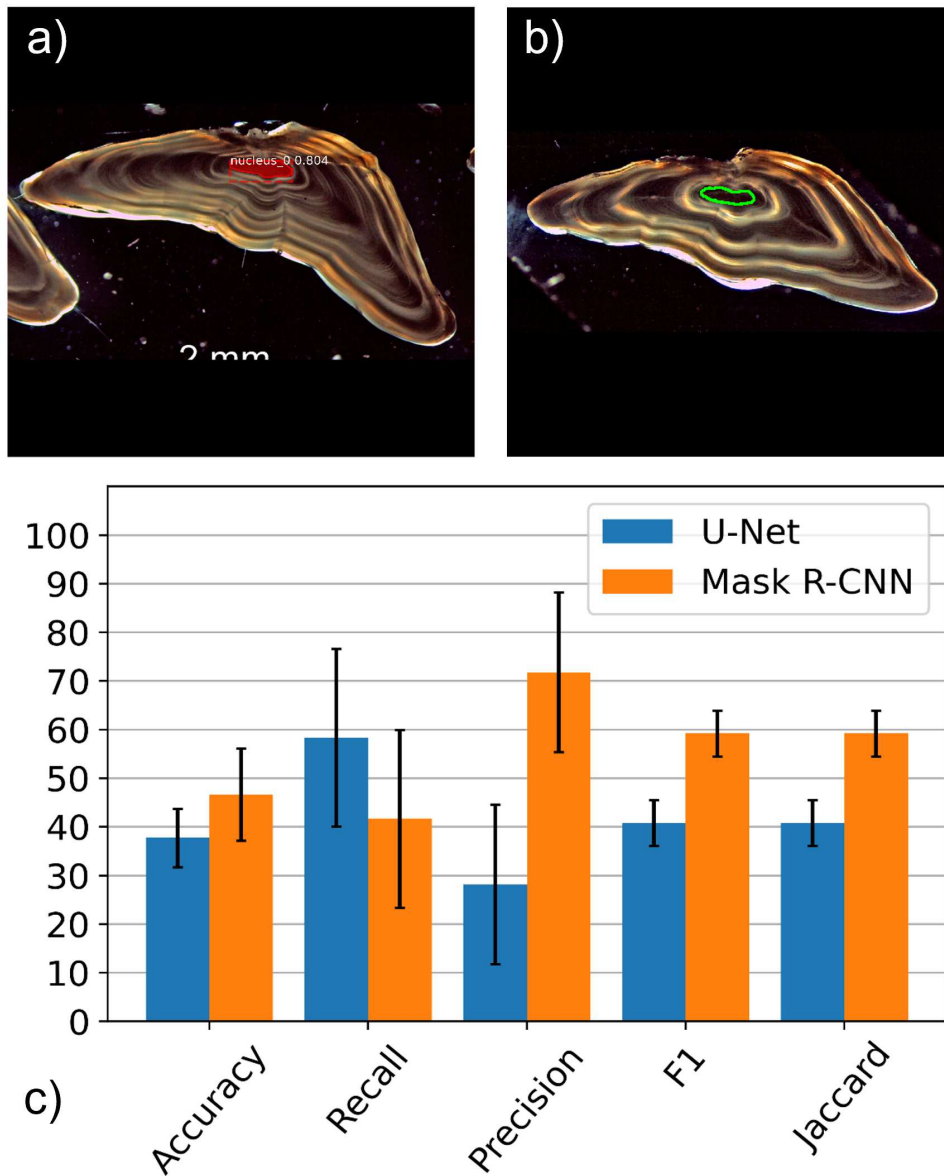 a)
b)
nucleus_0 0.804
2 mm
100
90
80
70
60
50
40
30
20
10
0
U-Net
Mask R-CNN
Accuracy
Recall
Precision
F1
Jaccard
c)